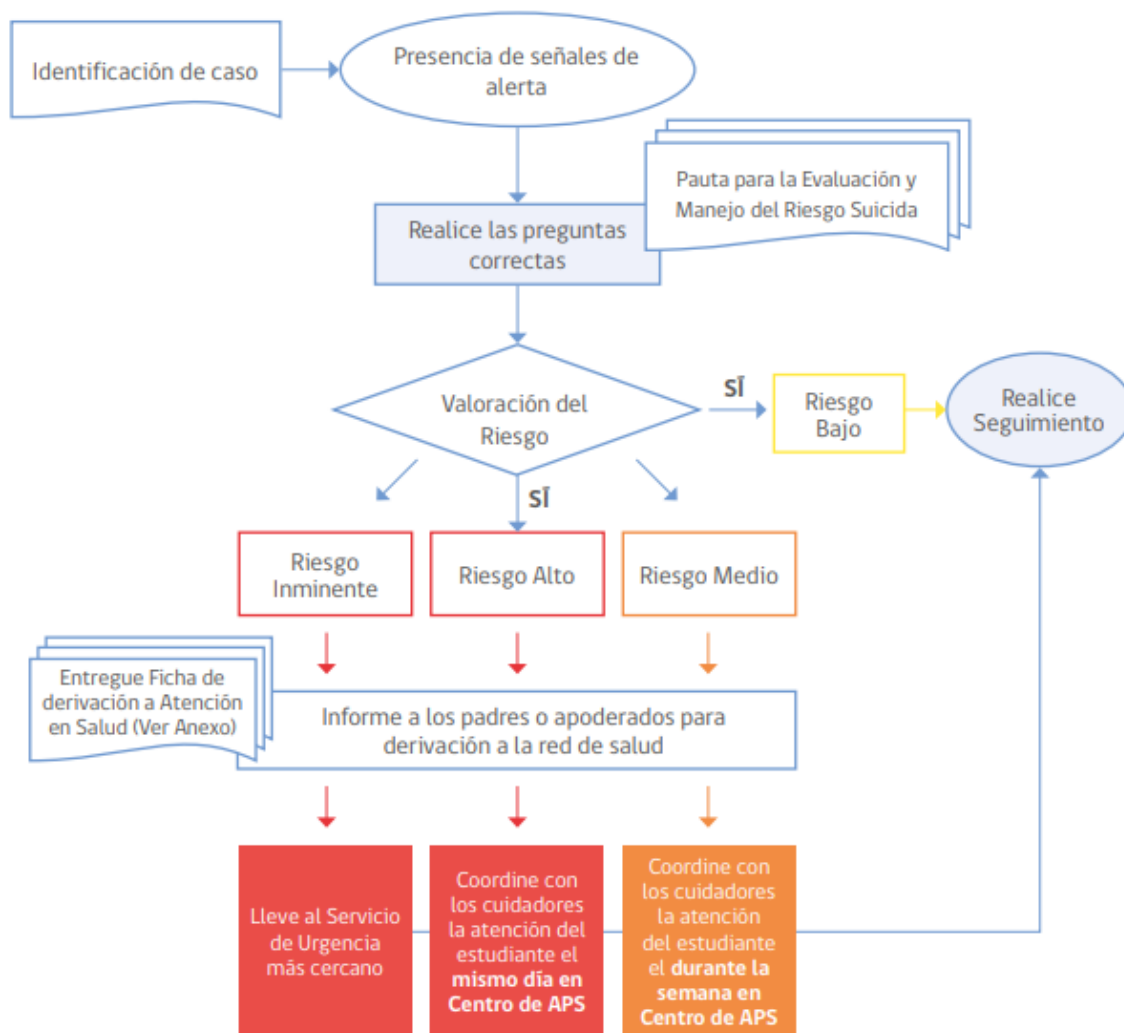 Identificación de caso
Presencia de señales de
alerta
Pauta para la Evaluación y
Manejo del Riesgo Suicida
Realice las preguntas
correctas
Valoración del
Riesgo
SĪ
Riesgo
Bajo
Realice
Seguimiento
SĪ
Riesgo
Inminente
Riesgo Alto
Riesgo Medio
Entregue Ficha de
derivación a Atención
en Salud (Ver Anexo)
Informe a los padres o apoderados para
derivación a la red de salud
Lleve al Servicio
de Urgencia
más cercano
Coordine con
los cuidadores
la atención del
estudiante el
mismo día en
Centro de APS
Coordine con
los cuidadores
la atención
del estudiante
el durante la
semana en
Centro de APS